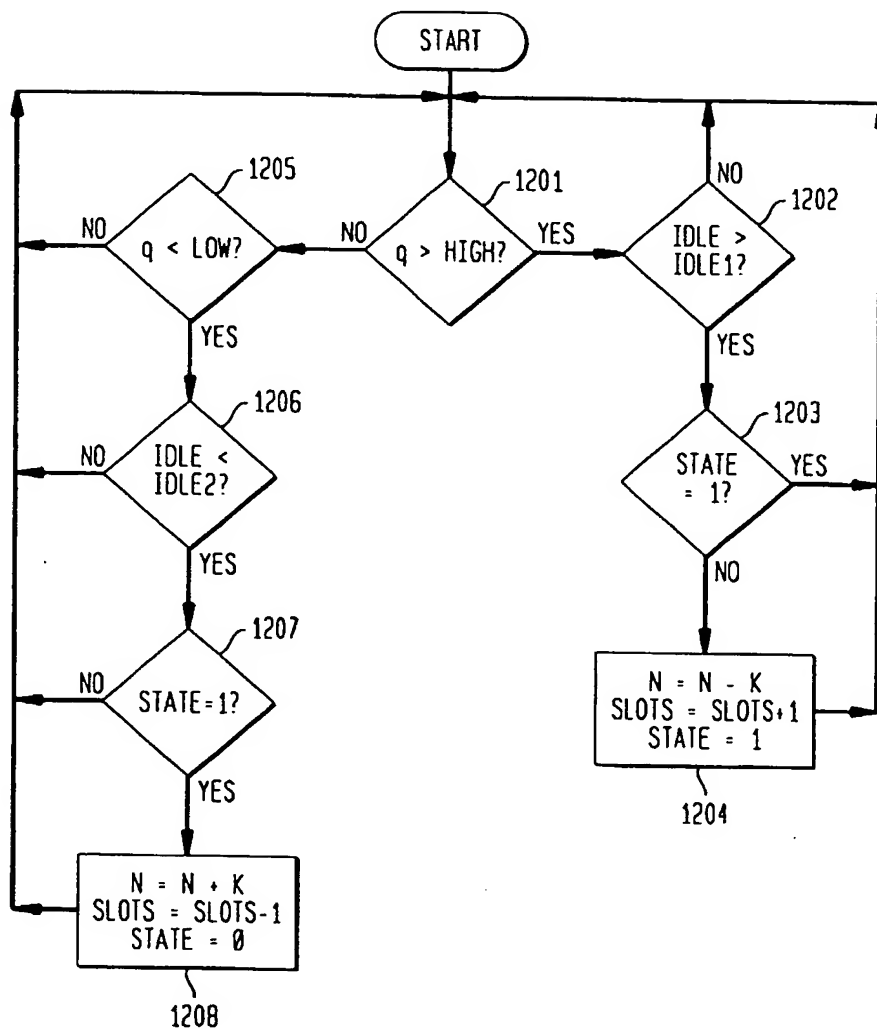 START
1205
1201
1202
NO
q < LOW?
NO
q > HIGH?
YES
NO
IDLE >
IDLE1?
YES
YES
1206
1203
NO
IDLE <
IDLE2?
STATE
= 1?
YES
YES
NO
1207
NO
STATE=1?
N = N - K
SLOTS = SLOTS+1
STATE = 1
YES
1204
N = N + K
SLOTS = SLOTS-1
STATE = 0
1208